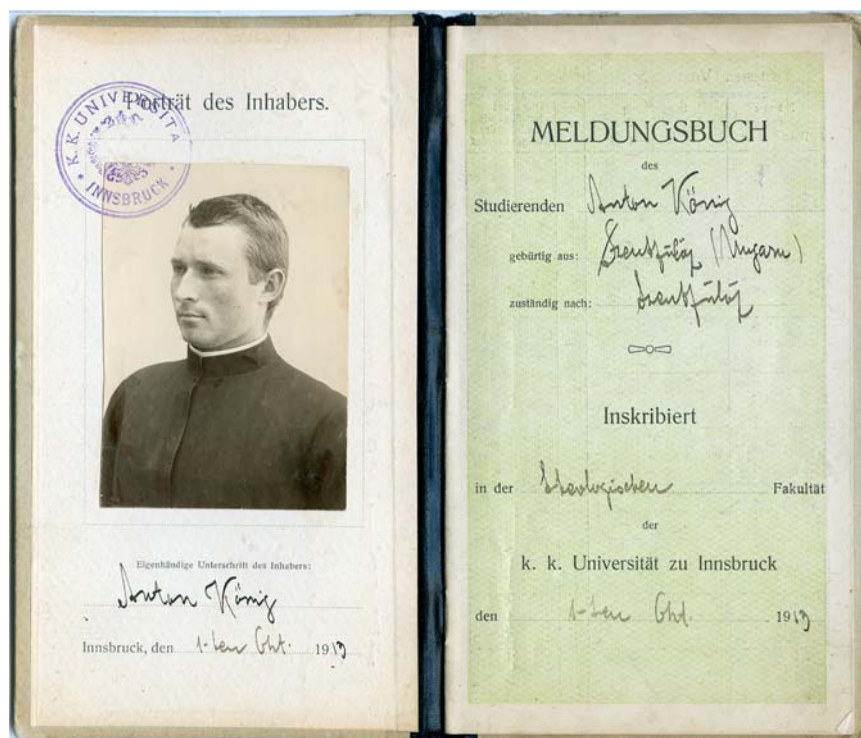 Porträt des Inhabers.
K. K. UNIVERSITÄT
INNSBRUCK
Eigenhändige Unterschrift des Inhabers:
Anton König
Innsbruck, den 1-ten Okt. 1913
MELDUNGSBUCH
des
Studierenden Anton König
gebürtig aus: (Ungarn)
zuständig nach:
Inskribiert
in der theologischen Fakultät
der
k. k. Universität zu Innsbruck
den 1-ten Okt. 1913